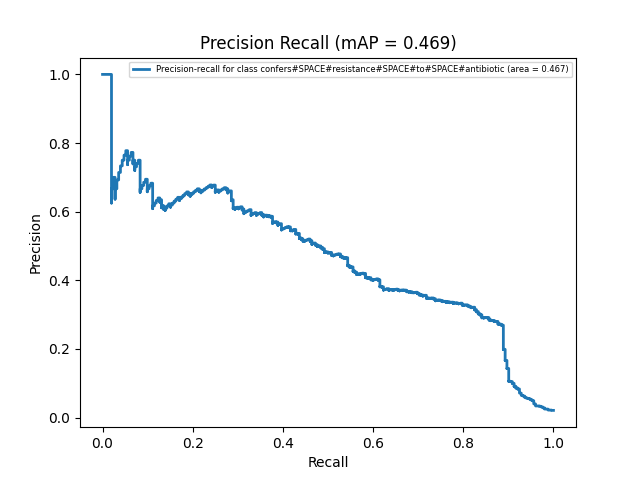 Precision Recall (mAP = 0.469)
Precision-recall for class confers#SPACE#resistance#SPACE#to#SPACE#antibiotic (area = 0.467)
1.0
0.8
0.6
0.4
0.2
0.0
Precision
0.0 0.2 0.4 0.6 0.8 1.0
Recall